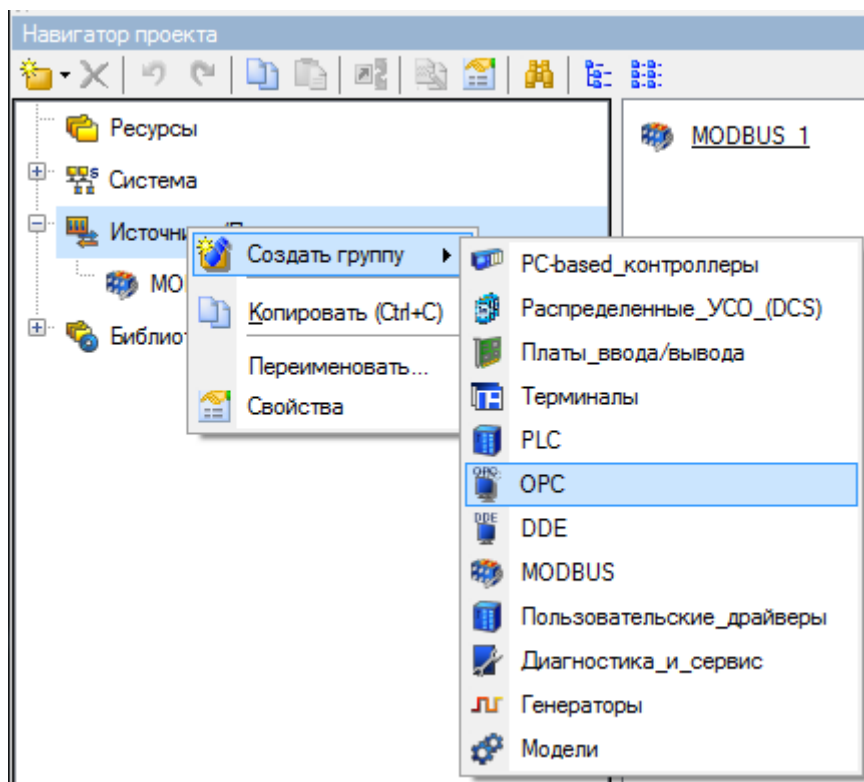 Навигатор проекта
Ресурсы
MODBUS_1
Система
Создать группу
PC-based_контроллеры
Копировать (Ctrl+C)
Распределенные_УСО_(DCS)
Переименовать...
Платы_ввода/вывода
Свойства
Терминалы
PLC
OPC
DDE
MODBUS
Пользовательские_драйверы
Диагностика_и_сервис
Генераторы
Модели